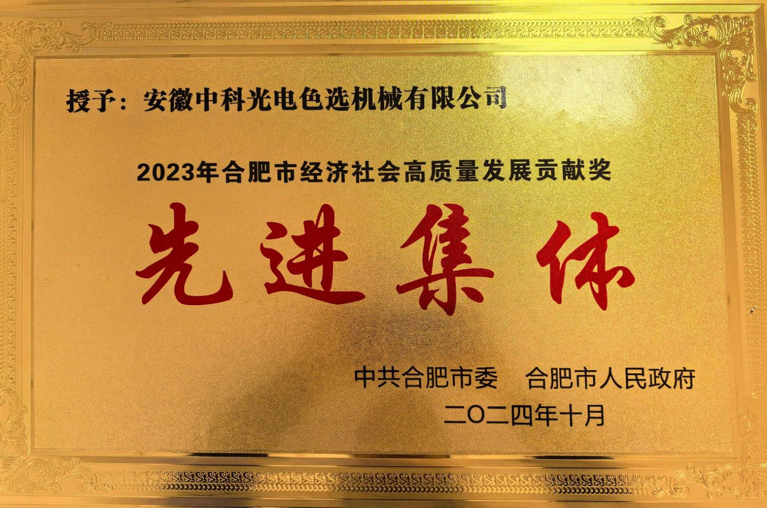 授予：安徽中科光电色选机械有限公司
2023年合肥市经济社会高质量发展贡献奖
先进集体
中共合肥市委　合肥市人民政府
二〇二四年十月